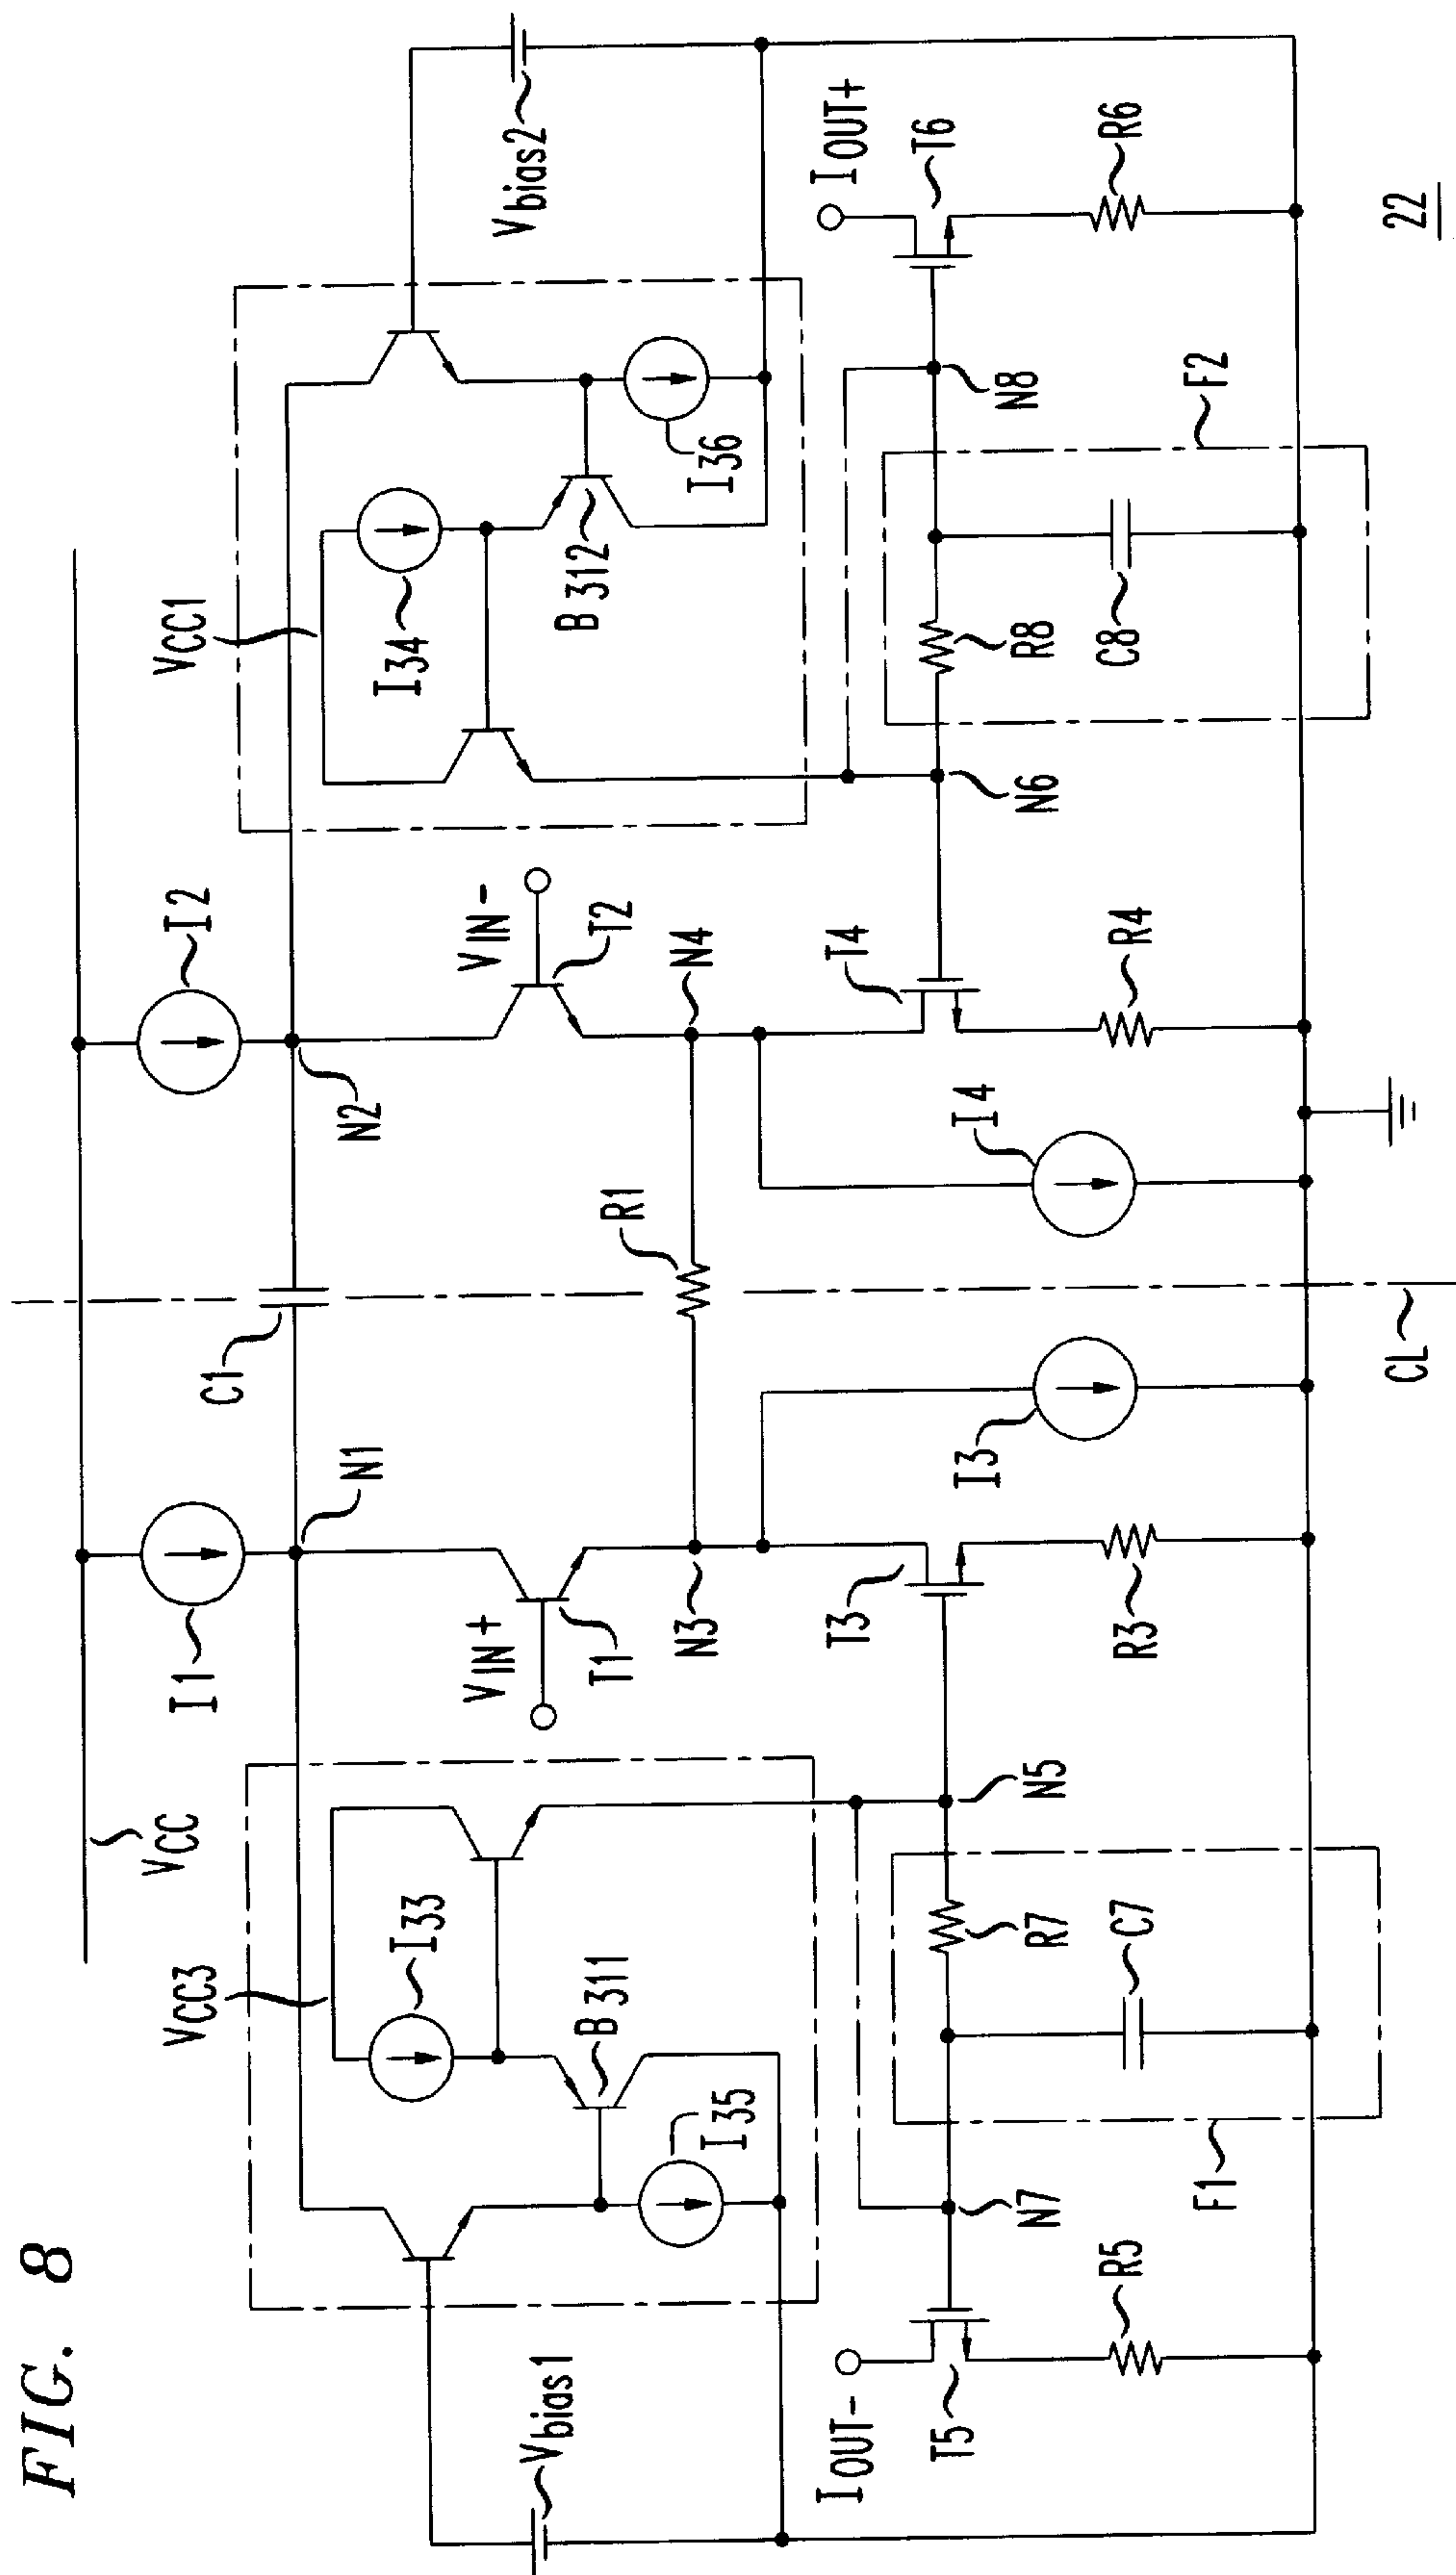 FIG. 8
VCC
I1
I2
N1
C1
N2
VCC3
I33
B311
I35
Vbias1
VIN+
T1
VIN-
T2
VCC1
I34
B312
I36
Vbias2
N3
R1
N4
IOUT-
T5
R5
N7
F1
R7
C7
N5
T3
R3
I3
CL
I4
T4
R4
N6
R8
C8
F2
N8
IOUT+
T6
R6
22